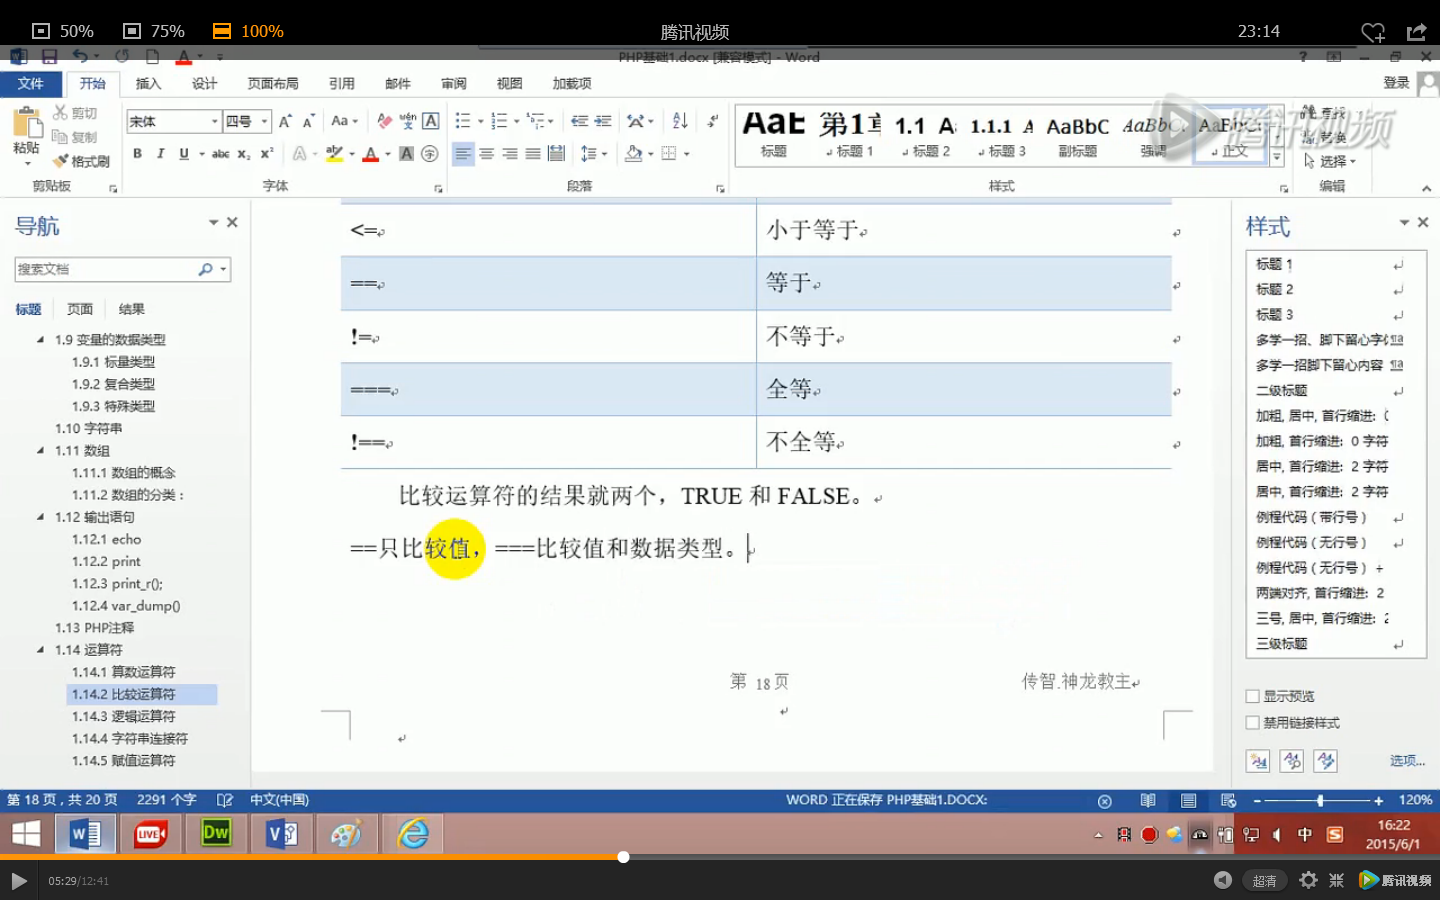 50% 75% 100% 腾讯视频 23:14
PHP基础1.docx [兼容模式] - Word
文件 开始 插入 设计 页面布局 引用 邮件 审阅 视图 加载项 登录
粘贴 剪切 复制 格式刷 剪贴板
宋体 四号 字体
段落
AaB 标题
第1章 标题 1
1.1 A 标题 2
1.1.1 A 标题 3
AaBbC 副标题
AaBbC 强调
AaBbC 正文
样式
查找 替换 选择 编辑
腾讯视频
导航
搜索文档
标题 页面 结果
1.9 变量的数据类型
1.9.1 标量类型
1.9.2 复合类型
1.9.3 特殊类型
1.10 字符串
1.11 数组
1.11.1 数组的概念
1.11.2 数组的分类：
1.12 输出语句
1.12.1 echo
1.12.2 print
1.12.3 print_r();
1.12.4 var_dump()
1.13 PHP注释
1.14 运算符
1.14.1 算数运算符
1.14.2 比较运算符
1.14.3 逻辑运算符
1.14.4 字符串连接符
1.14.5 赋值运算符
<= 小于等于
== 等于
!= 不等于
=== 全等
!== 不全等
比较运算符的结果就两个，TRUE 和 FALSE。
==只比较值，===比较值和数据类型。
第 18页 传智.神龙教主
样式
标题 1
标题 2
标题 3
多学一招、脚下留心字体
多学一招脚下留心内容
二级标题
加粗, 居中, 首行缩进:
加粗, 首行缩进: 0 字符
居中, 首行缩进: 2 字符
居中, 首行缩进: 2 字符
例程代码（带行号）
例程代码（无行号）
例程代码（无行号） +
两端对齐, 首行缩进: 2
三号, 居中, 首行缩进: 2
三级标题
显示预览
禁用链接样式
选项...
第 18 页，共 20 页 2291 个字 中文(中国) WORD 正在保存 PHP基础1.DOCX: 120%
LIVE Dw 中 16:22
2015/6/1
05:29/12:41 超清 腾讯视频